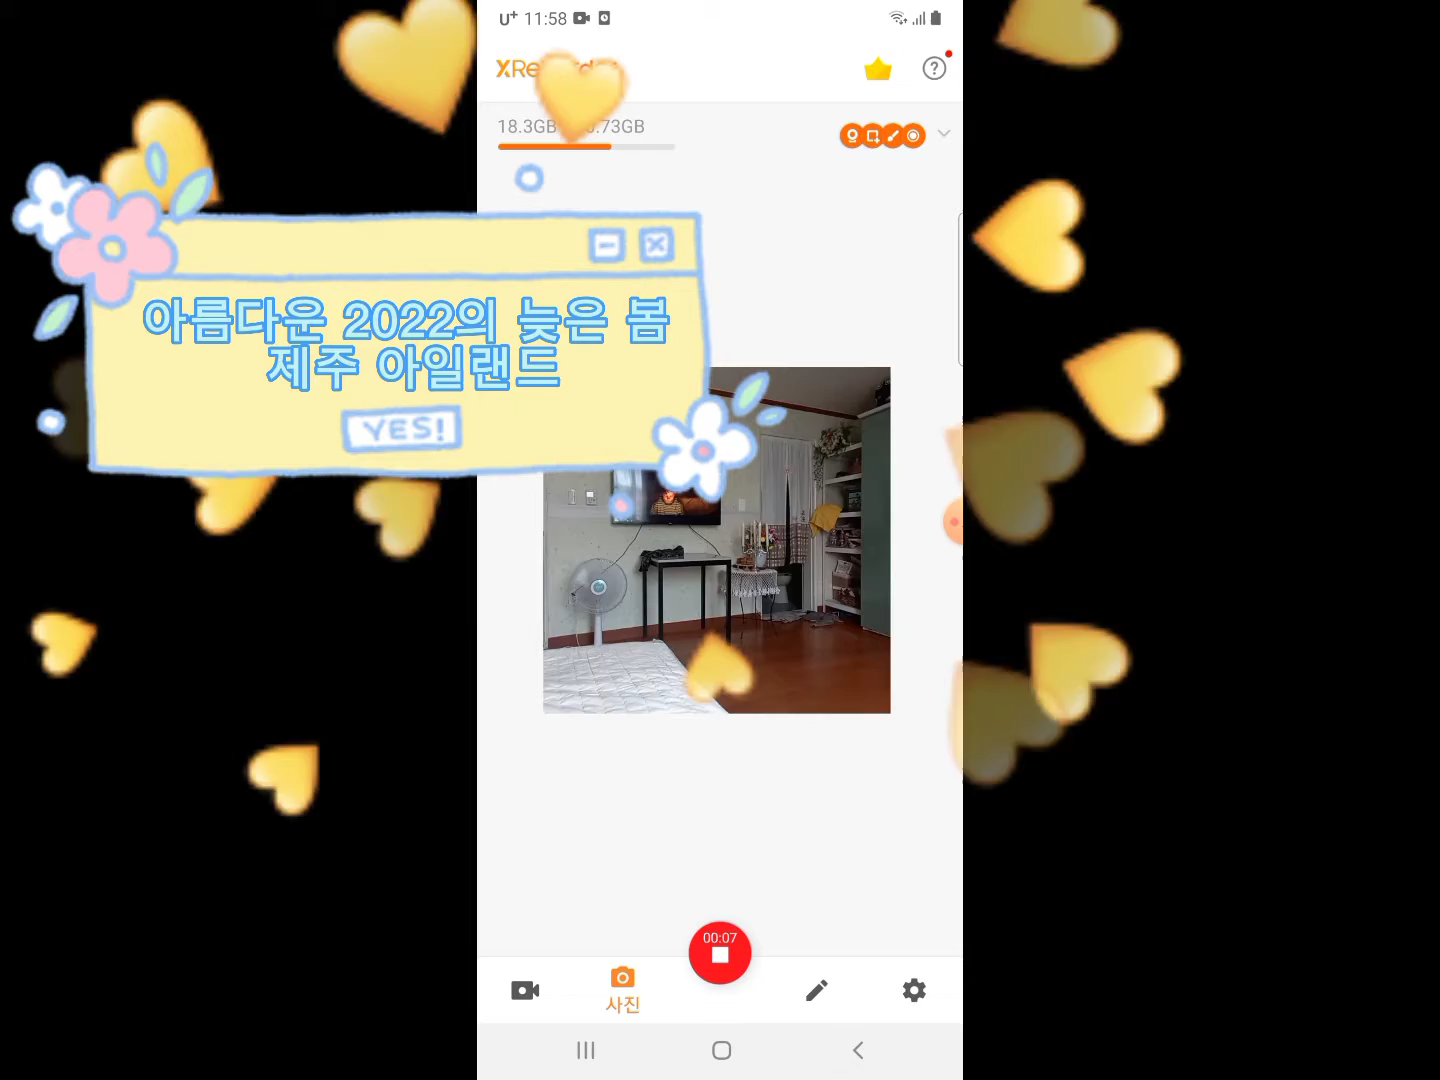 U+ 11:58
18.3GB
.73GB
아름다운 2022의 늦은 봄
제주 아일랜드
YES!
00:07
사진